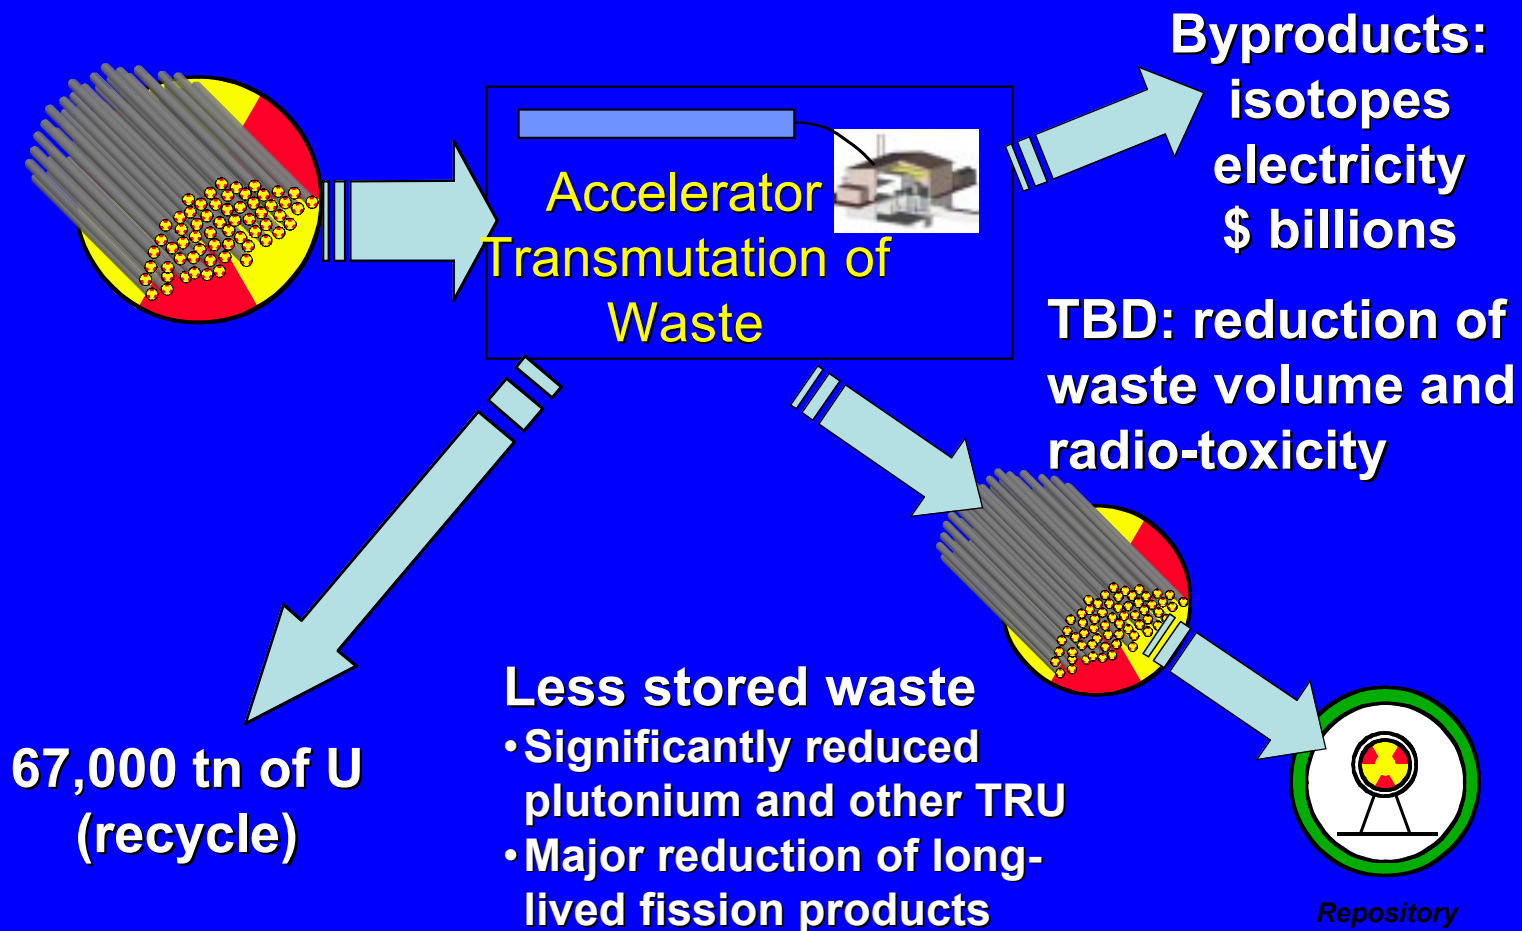 Byproducts:
isotopes
electricity
$ billions
Accelerator
Transmutation of
Waste
TBD: reduction of
waste volume and
radio-toxicity
67,000 tn of U
(recycle)
Less stored waste
•Significantly reduced
plutonium and other TRU
•Major reduction of long-
lived fission products
Repository